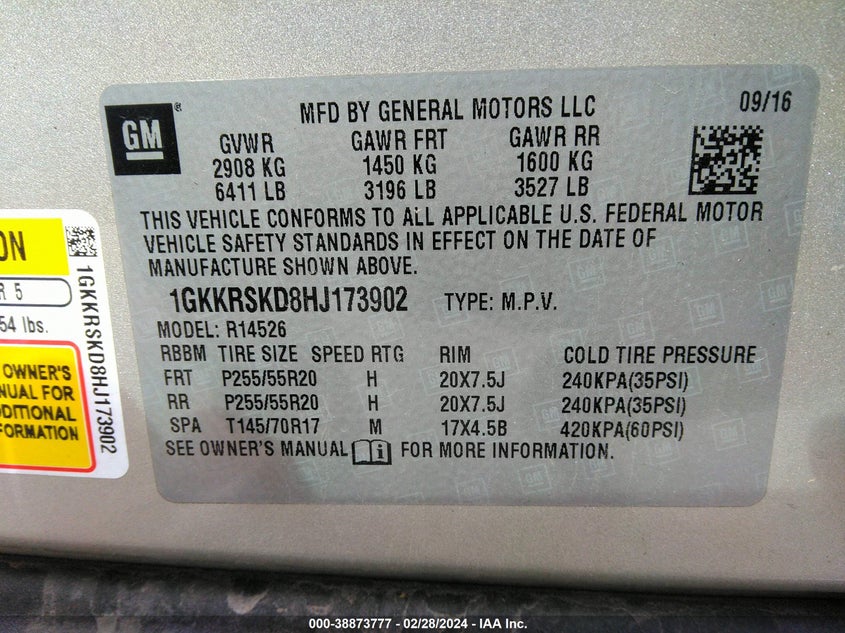 GM
®
MFD BY GENERAL MOTORS LLC
09/16
GVWR GAWR FRT GAWR RR
2908 KG 1450 KG 1600 KG
6411 LB 3196 LB 3527 LB
THIS VEHICLE CONFORMS TO ALL APPLICABLE U.S. FEDERAL MOTOR
VEHICLE SAFETY STANDARDS IN EFFECT ON THE DATE OF
MANUFACTURE SHOWN ABOVE.
1GKKRSKD8HJ173902 TYPE: M.P.V.
MODEL: R14526
RBBM TIRE SIZE SPEED RTG RIM COLD TIRE PRESSURE
FRT P255/55R20 H 20X7.5J 240KPA(35PSI)
RR P255/55R20 H 20X7.5J 240KPA(35PSI)
SPA T145/70R17 M 17X4.5B 420KPA(60PSI)
SEE OWNER'S MANUAL FOR MORE INFORMATION.
ON
R 5
54 lbs.
OWNER'S
NUAL FOR
DITIONAL
FORMATION
1GKKRSKD8HJ173902
000-38873777 - 02/28/2024 - IAA Inc.